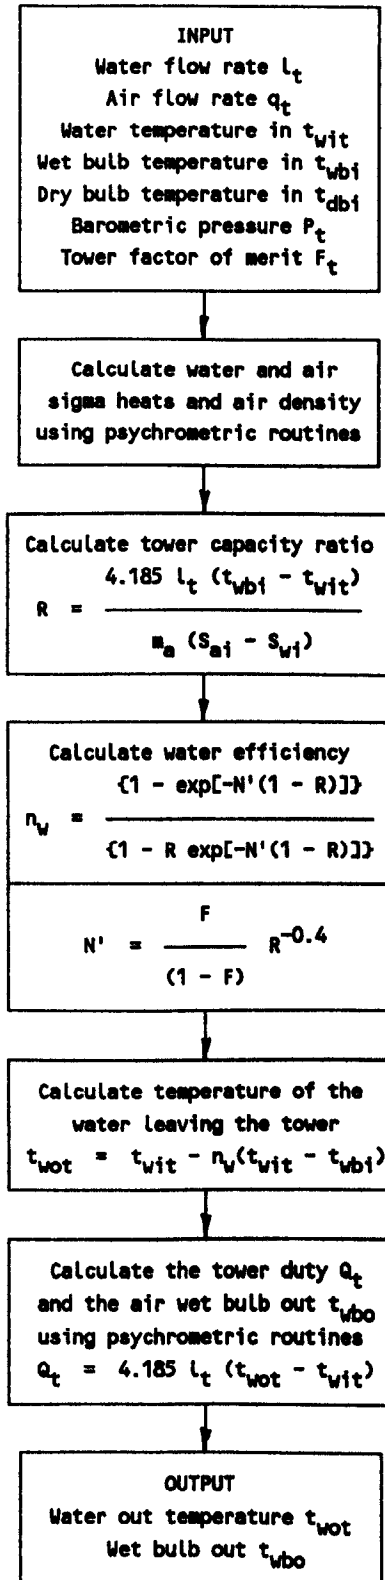 INPUT
Water flow rate l_t
Air flow rate q_t
Water temperature in t_wit
Wet bulb temperature in t_wbi
Dry bulb temperature in t_dbi
Barometric pressure P_t
Tower factor of merit F_t
Calculate water and air
sigma heats and air density
using psychrometric routines
Calculate tower capacity ratio
4.185 l_t (t_wbi - t_wit)
R =
m_a (S_ai - S_wi)
Calculate water efficiency
{1 - exp[-N'(1 - R)]}
n_w =
{1 - R exp[-N'(1 - R)]}
F
N' = R^-0.4
(1 - F)
Calculate temperature of the
water leaving the tower
t_wot = t_wit - n_w(t_wit - t_wbi)
Calculate the tower duty Q_t
and the air wet bulb out t_wbo
using psychrometric routines
Q_t = 4.185 l_t (t_wot - t_wit)
OUTPUT
Water out temperature t_wot
Wet bulb out t_wbo